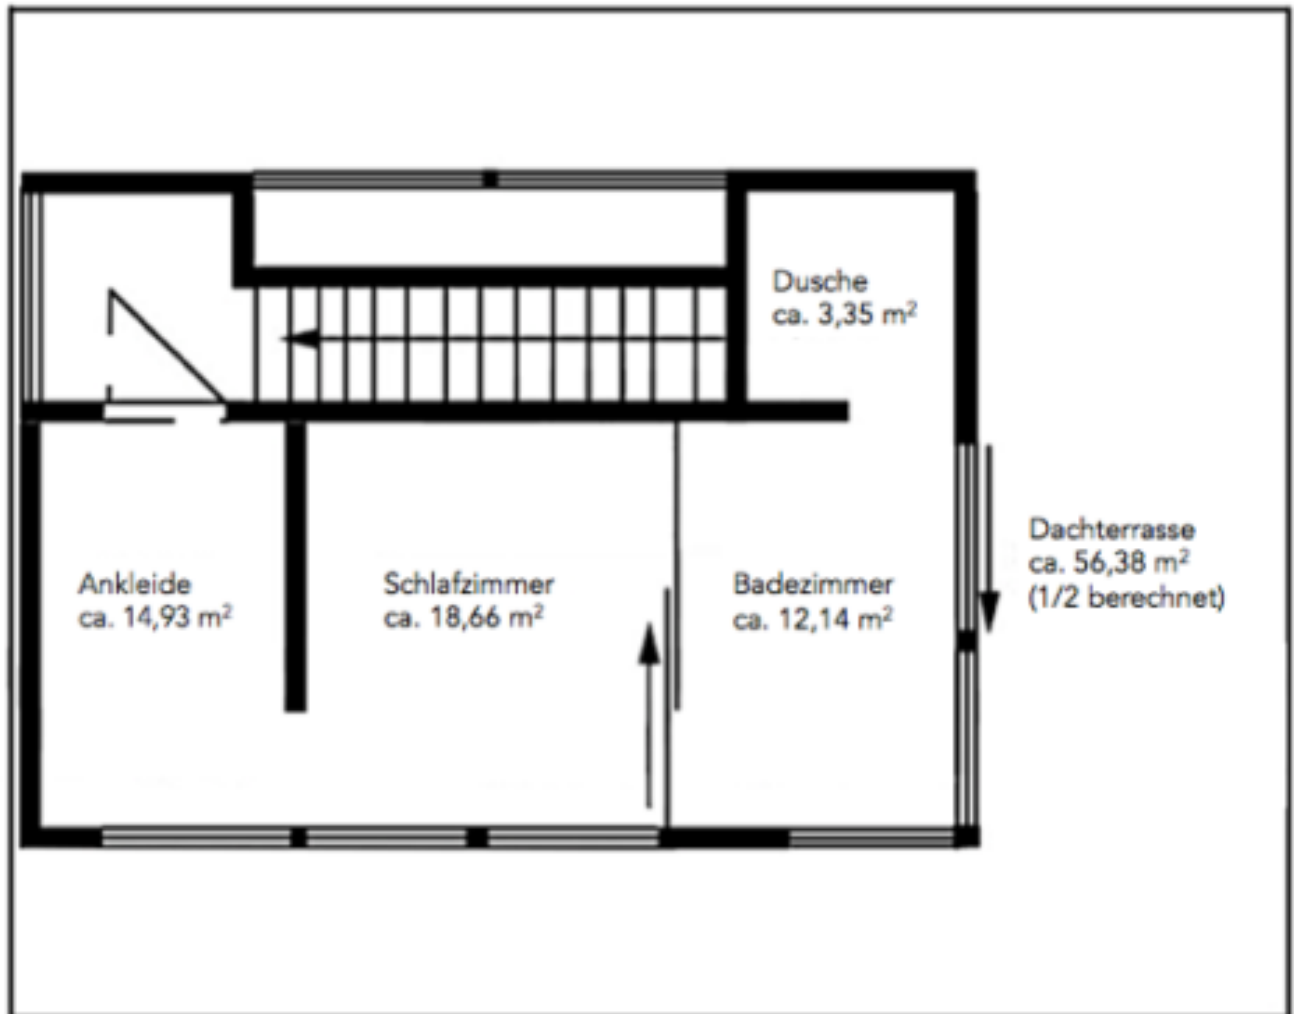 Dusche
ca. 3,35 m²
Dachterrasse
ca. 56,38 m²
(1/2 berechnet)
Ankleide
ca. 14,93 m²
Schlafzimmer
ca. 18,66 m²
Badezimmer
ca. 12,14 m²